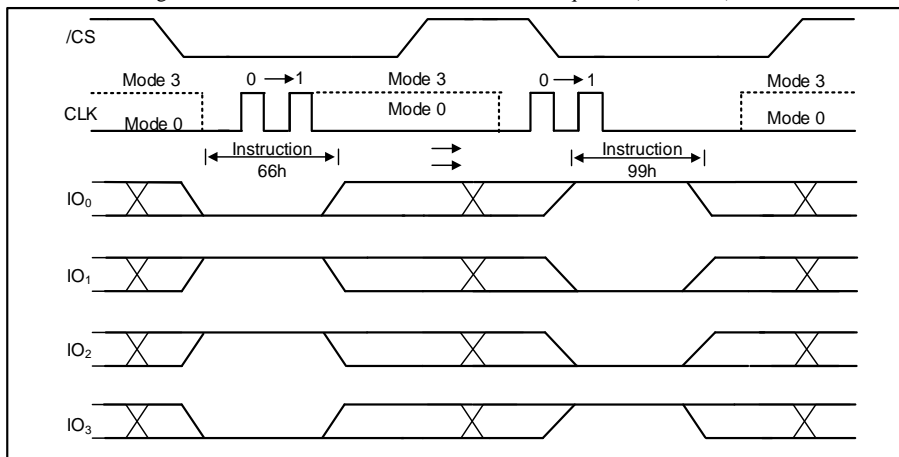 /CS
Mode 3 0 1 Mode 3 0 1 Mode 3
CLK Mode 0 Mode 0 Mode 0
Instruction Instruction
66h 99h
IO₀
IO₁
IO₂
IO₃